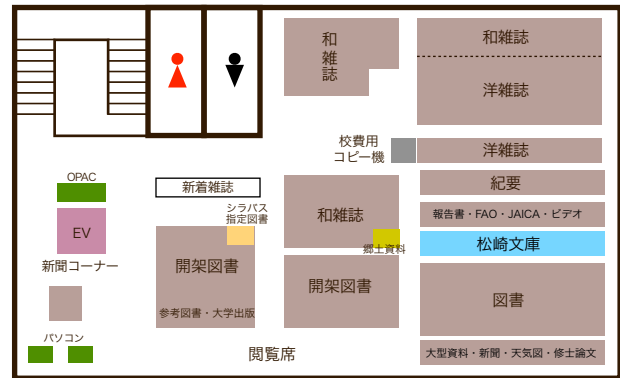 和雑誌
和雑誌
洋雑誌
校費用
コピー機
洋雑誌
OPAC
新着雑誌
紀要
シラバス
指定図書
和雑誌
報告書・FAO・JAICA・ビデオ
EV
郷土資料
松崎文庫
新聞コーナー
開架図書
開架図書
図書
参考図書・大学出版
パソコン
閲覧席
大型資料・新聞・天気図・修士論文